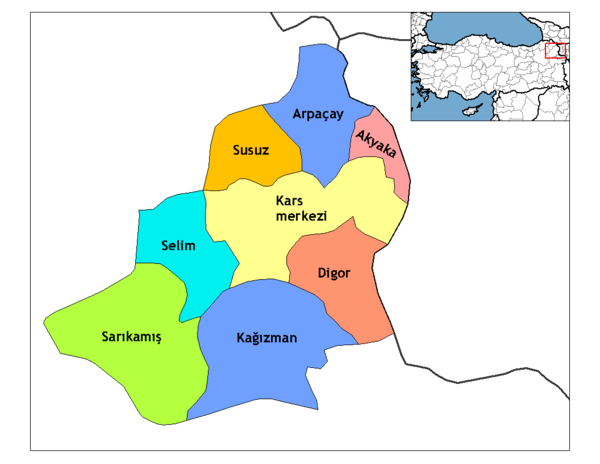 Arpaçay
Akyaka
Susuz
Kars
merkezi
Selim
Digor
Sarıkamış
Kağızman